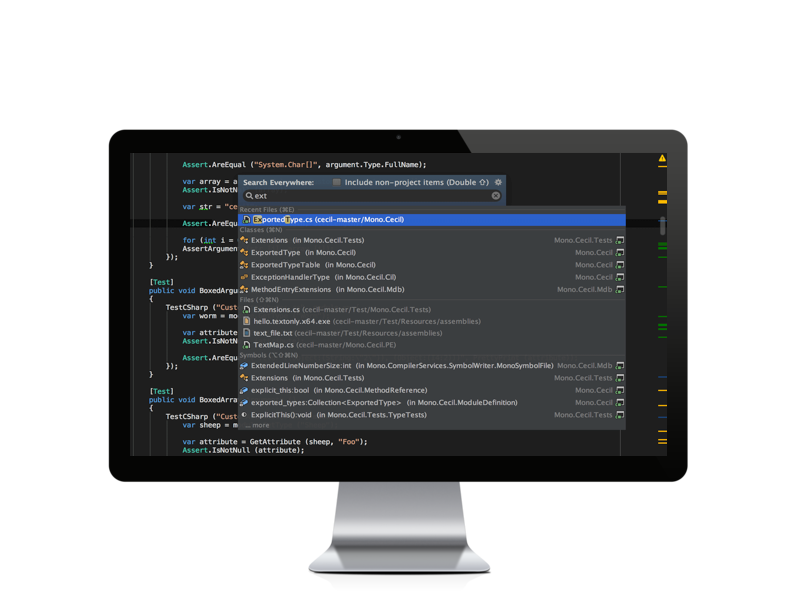 Assert.AreEqual ("System.Char[]", argument.Type.FullName);
var array = a
Assert.IsNotN
var str = "ce
Assert.AreEqu
for (int i =
AssertArgumen
});
}
[Test]
public void BoxedArgu
{
TestCSharp ("Cust
var worm = mo
var attribute
Assert.IsNotN
Assert.AreEqu
});
}
[Test]
public void BoxedArra
{
TestCSharp ("Cust
var sheep = m
var attribute = GetAttribute (sheep, "Foo");
Assert.IsNotNull (attribute);
Search Everywhere: Include non-project items (Double ⇧)
ext
Recent Files (⌘E)
ExportedType.cs (cecil-master/Mono.Cecil)
Classes (⌘N)
Extensions (in Mono.Cecil.Tests) Mono.Cecil.Tests
ExportedType (in Mono.Cecil) Mono.Cecil
ExportedTypeTable (in Mono.Cecil) Mono.Cecil
ExceptionHandlerType (in Mono.Cecil.Cil) Mono.Cecil
MethodEntryExtensions (in Mono.Cecil.Mdb) Mono.Cecil.Mdb
Files (⇧⌘N)
Extensions.cs (cecil-master/Test/Mono.Cecil.Tests)
hello.textonly.x64.exe (cecil-master/Test/Resources/assemblies)
text_file.txt (cecil-master/Test/Resources/assemblies)
TextMap.cs (cecil-master/Mono.Cecil.PE)
Symbols (⌥⇧⌘N)
ExtendedLineNumberSize:int (in Mono.CompilerServices.SymbolWriter.MonoSymbolFile) Mono.Cecil.Mdb
Extensions (in Mono.Cecil.Tests) Mono.Cecil.Tests
explicit_this:bool (in Mono.Cecil.MethodReference) Mono.Cecil
exported_types:Collection<ExportedType> (in Mono.Cecil.ModuleDefinition) Mono.Cecil
ExplicitThis():void (in Mono.Cecil.Tests.TypeTests) Mono.Cecil.Tests
... more